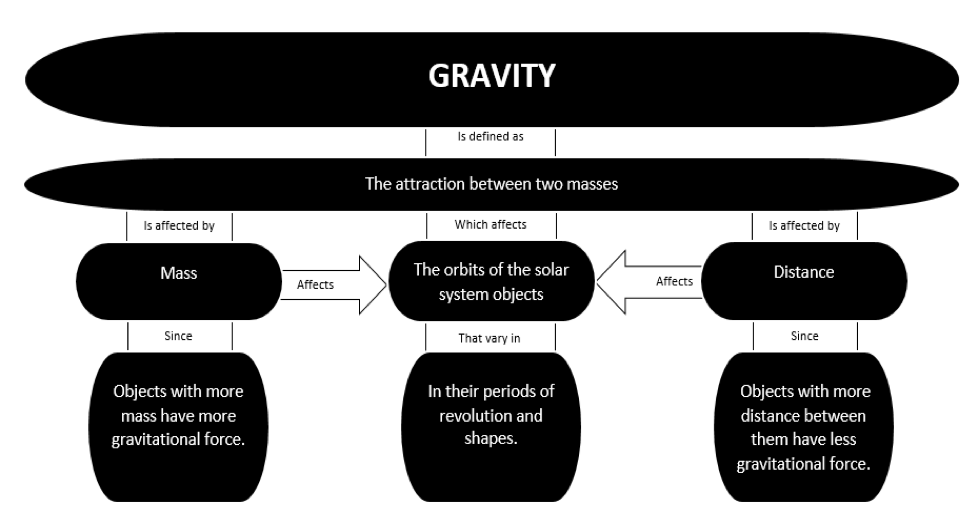 GRAVITY
Is defined as
The attraction between two masses
Is affected by
Which affects
Is affected by
Mass
Affects
The orbits of the solar
system objects
Affects
Distance
Since
That vary in
Since
Objects with more
mass have more
gravitational force.
In their periods of
revolution and
shapes.
Objects with more
distance between
them have less
gravitational force.